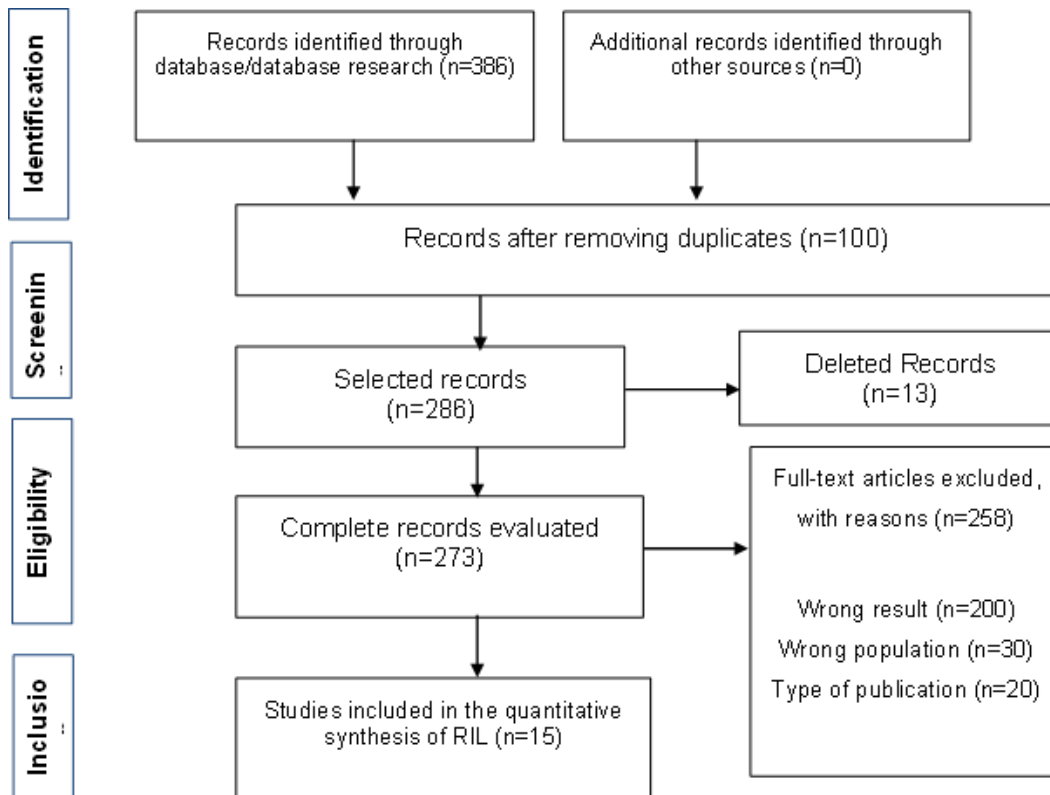 Identification
Records identified through
database/database research (n=386)
Additional records identified through
other sources (n=0)
Records after removing duplicates (n=100)
Screenin
Selected records
(n=286)
Deleted Records
(n=13)
Eligibility
Complete records evaluated
(n=273)
Full-text articles excluded,
with reasons (n=258)
Wrong result (n=200)
Wrong population (n=30)
Type of publication (n=20)
Inclusio
Studies included in the quantitative
synthesis of RIL (n=15)